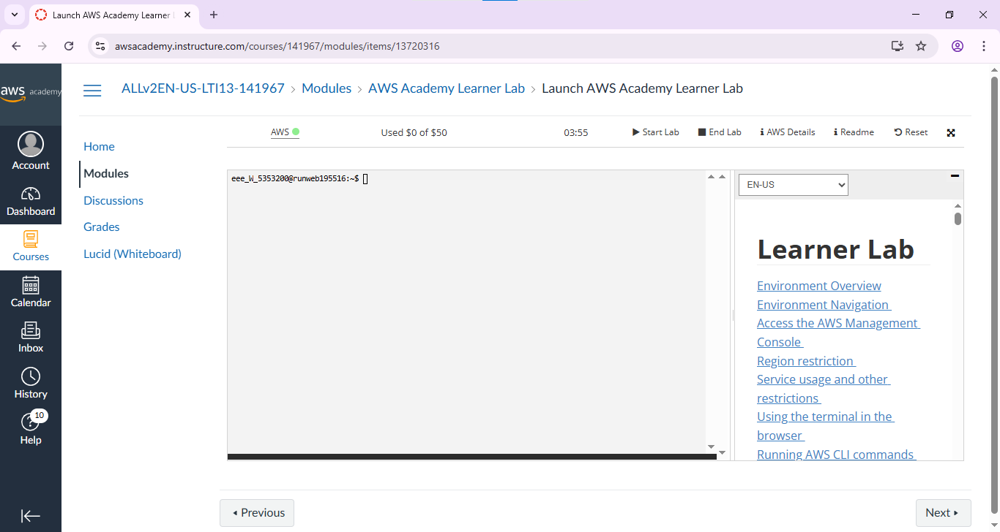 Launch AWS Academy Learner
awsacademy.instructure.com/courses/141967/modules/items/13720316
aws academy
ALLv2EN-US-LTI13-141967 › Modules › AWS Academy Learner Lab › Launch AWS Academy Learner Lab
Account
Dashboard
Courses
Calendar
Inbox
History
10
Help
Home
Modules
Discussions
Grades
Lucid (Whiteboard)
AWS
Used $0 of $50
03:55
Start Lab
End Lab
AWS Details
Readme
Reset
eee_W_5353200@runweb195516:~$
EN-US
Learner Lab
Environment Overview
Environment Navigation
Access the AWS Management
Console
Region restriction
Service usage and other
restrictions
Using the terminal in the
browser
Running AWS CLI commands
Previous
Next